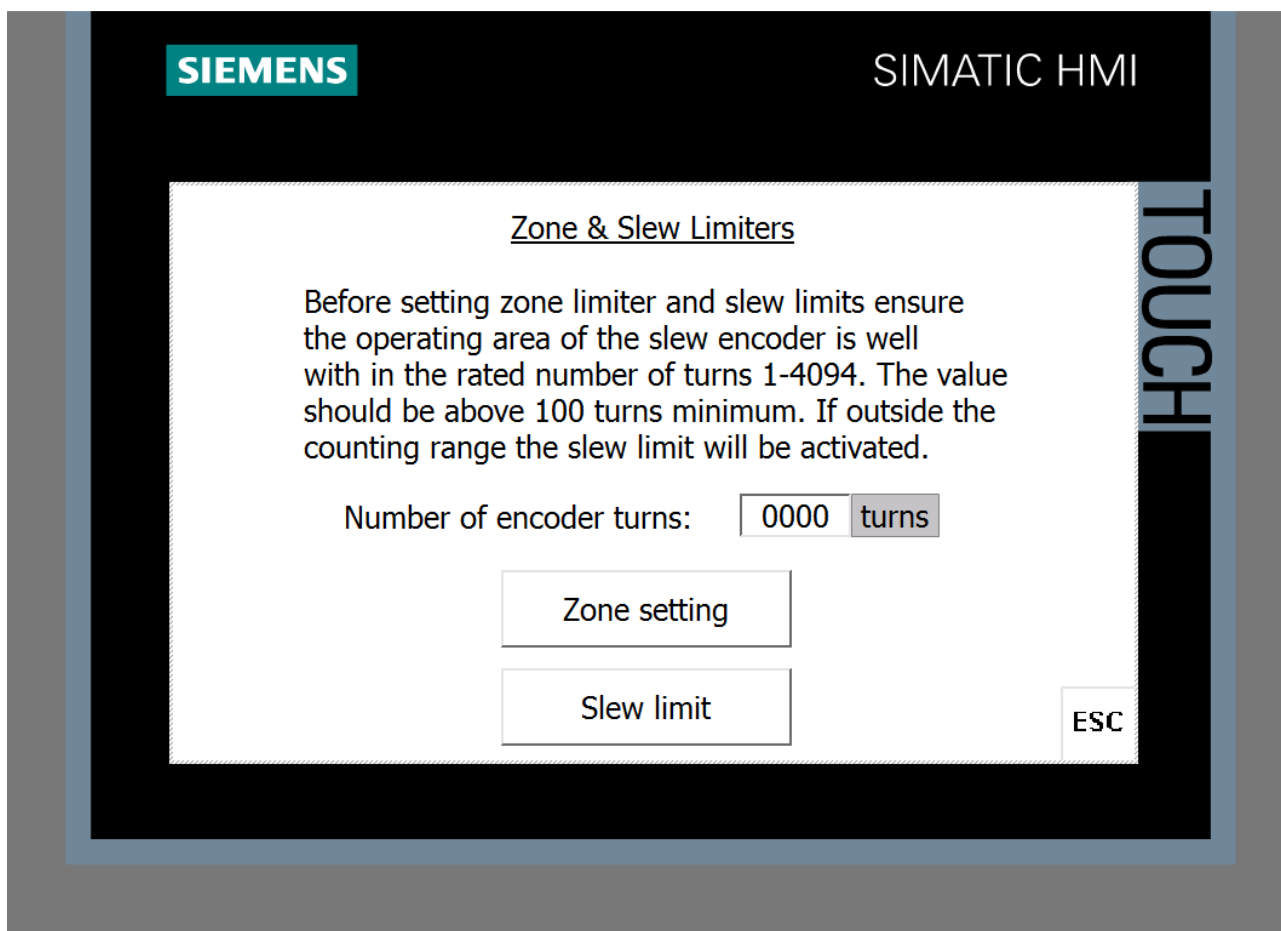 SIEMENS
SIMATIC HMI
TOUCH
Zone & Slew Limiters
Before setting zone limiter and slew limits ensure
the operating area of the slew encoder is well
with in the rated number of turns 1-4094. The value
should be above 100 turns minimum. If outside the
counting range the slew limit will be activated.
Number of encoder turns: 0000 turns
Zone setting
Slew limit
ESC